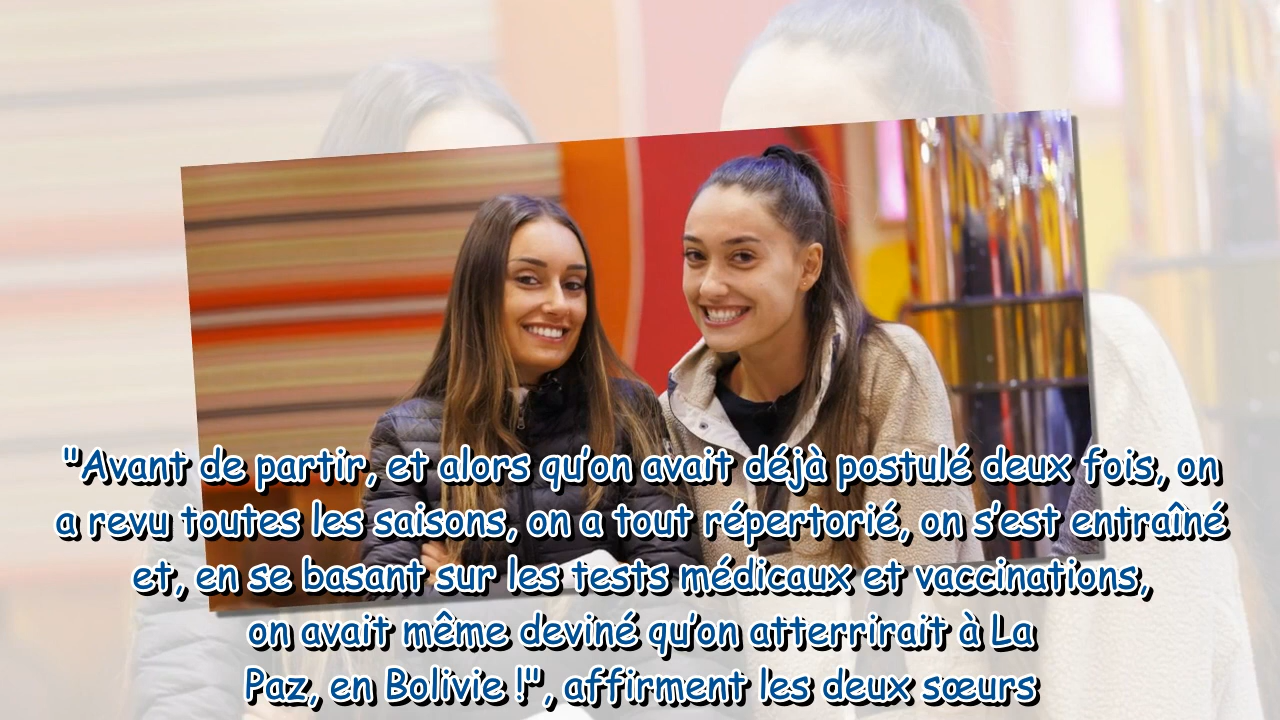 "Avant de partir, et alors qu'on avait déjà postulé deux fois, on
a revu toutes les saisons, on a tout répertorié, on s'est entraîné
et, en se basant sur les tests médicaux et vaccinations,
on avait même deviné qu'on atterrirait à La
Paz, en Bolivie !", affirment les deux sœurs